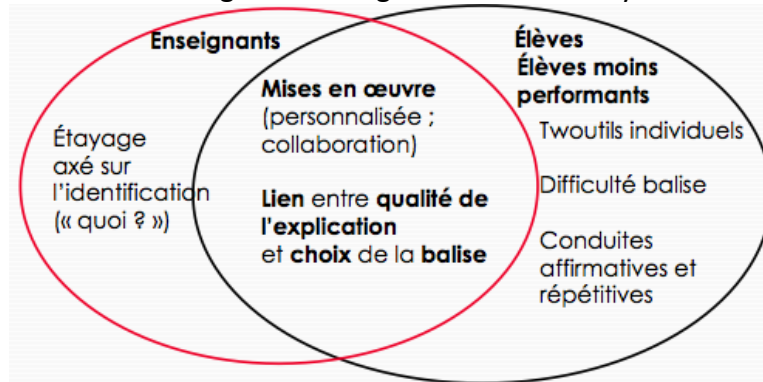 Enseignants
Étayage
axé sur
l'identification
(« quoi ? »)
Mises en œuvre
(personnalisée ;
collaboration)
Lien entre qualité de
l'explication
et choix de la balise
Élèves
Élèves moins
performants
Twoutils individuels
Difficulté balise
Conduites
affirmatives et
répétitives